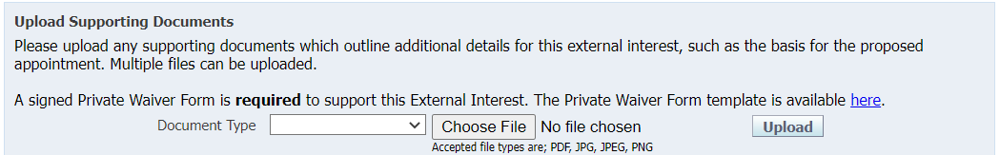 Upload Supporting Documents
Please upload any supporting documents which outline additional details for this external interest, such as the basis for the proposed
appointment. Multiple files can be uploaded.
A signed Private Waiver Form is required to support this External Interest. The Private Waiver Form template is available here.
Document Type Choose File No file chosen Upload
Accepted file types are; PDF, JPG, JPEG, PNG